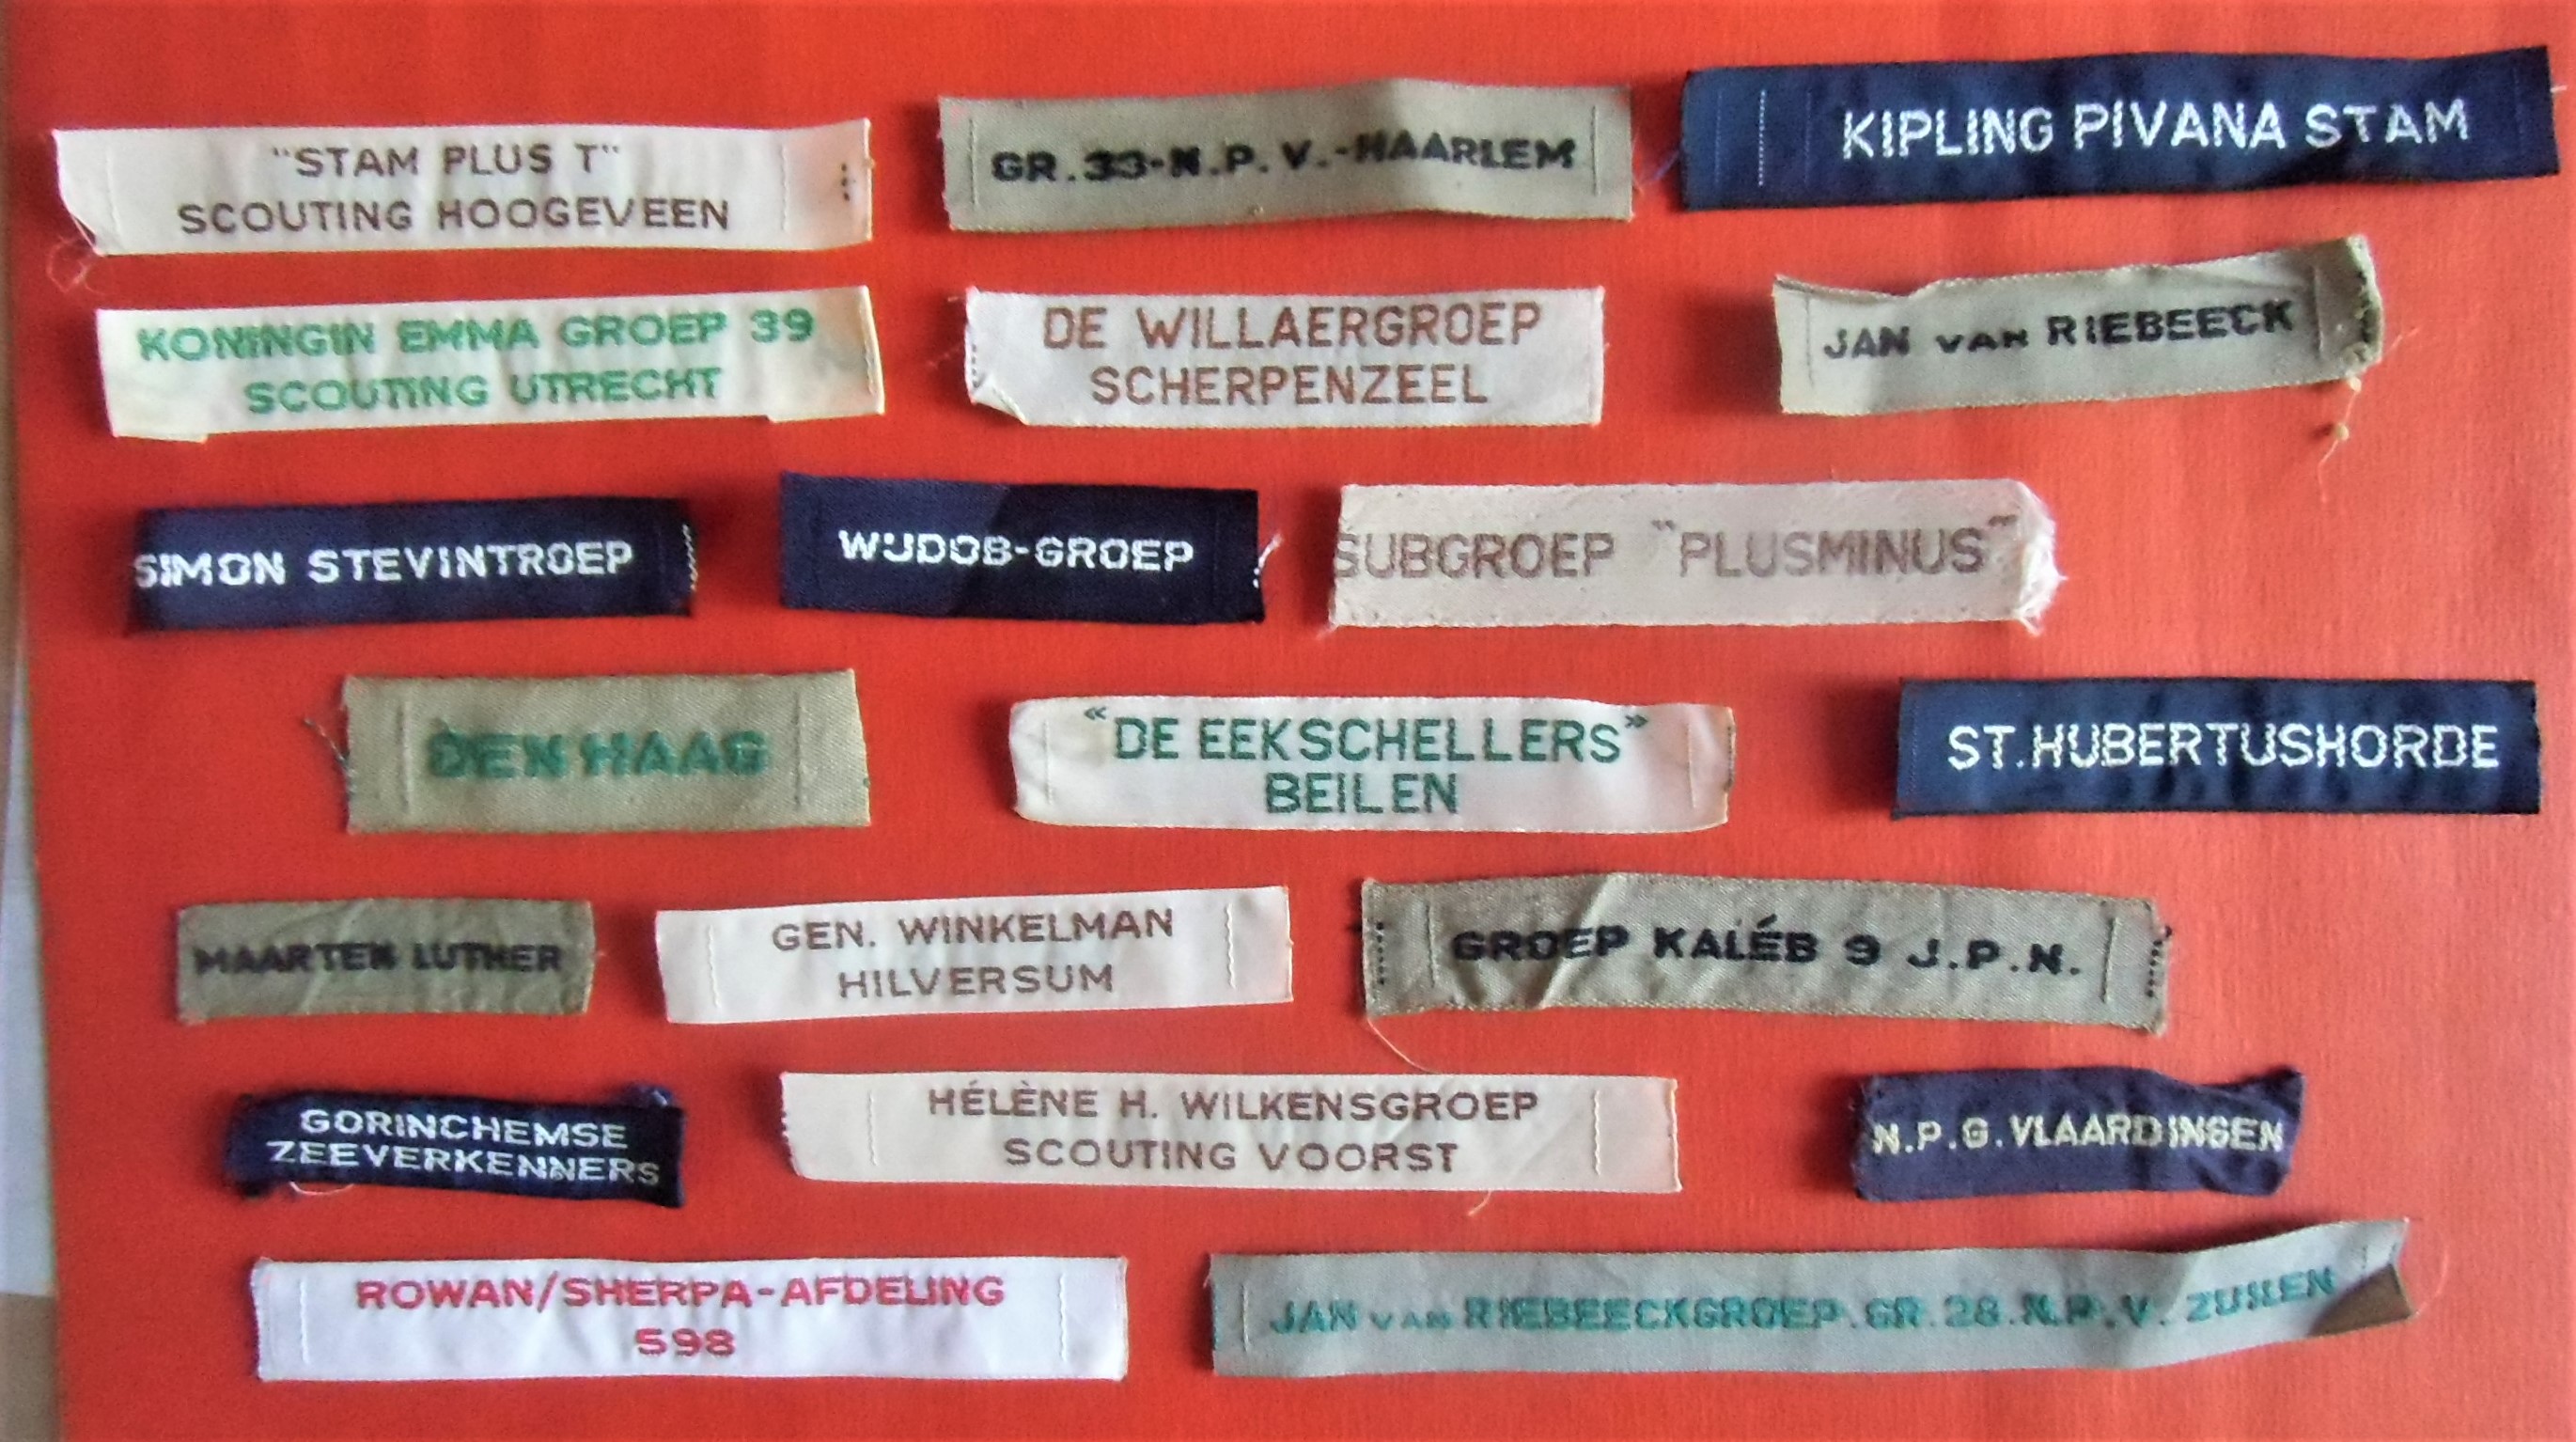 "STAM PLUS T"
SCOUTING HOOGEVEEN
GR.33-N.P.V.-HAARLEM
KIPLING PIVANA STAM
KONINGIN EMMA GROEP 39
SCOUTING UTRECHT
DE WILLAERGROEP
SCHERPENZEEL
JAN VAN RIEBEECK
SIMON STEVINTROEP
WIJDOB-GROEP
SUBGROEP "PLUSMINUS"
DEN HAAG
"DE EEKSCHELLERS"
BEILEN
ST.HUBERTUSHORDE
MAARTEN LUTHER
GEN. WINKELMAN
HILVERSUM
GROEP KALÉB 9 J.P.N.
GORINCHEMSE
ZEEVERKENNERS
HÉLÈNE H. WILKENSGROEP
SCOUTING VOORST
N.P.G.VLAARDINGEN
ROWAN/SHERPA-AFDELING
598
JAN VAN RIEBEECKGROEP.GR.28.N.P.V. ZUILEN